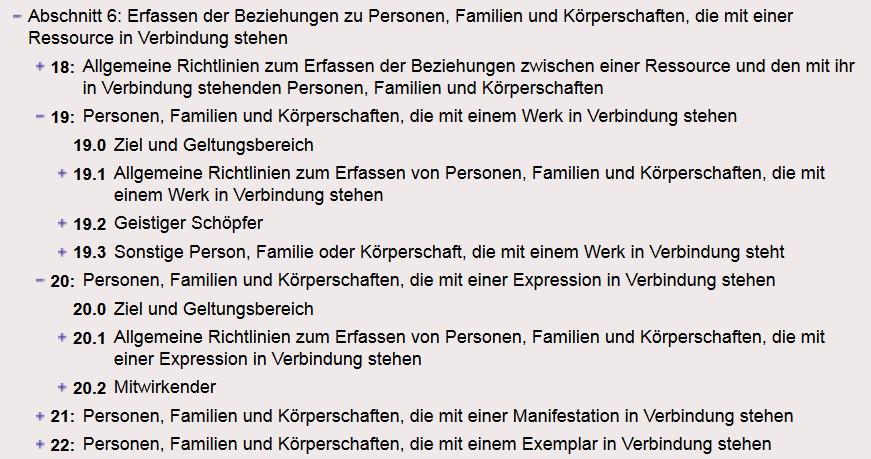 – Abschnitt 6: Erfassen der Beziehungen zu Personen, Familien und Körperschaften, die mit einer
Ressource in Verbindung stehen
+ 18: Allgemeine Richtlinien zum Erfassen der Beziehungen zwischen einer Ressource und den mit ihr
in Verbindung stehenden Personen, Familien und Körperschaften
– 19: Personen, Familien und Körperschaften, die mit einem Werk in Verbindung stehen
19.0 Ziel und Geltungsbereich
+ 19.1 Allgemeine Richtlinien zum Erfassen von Personen, Familien und Körperschaften, die mit
einem Werk in Verbindung stehen
+ 19.2 Geistiger Schöpfer
+ 19.3 Sonstige Person, Familie oder Körperschaft, die mit einem Werk in Verbindung steht
– 20: Personen, Familien und Körperschaften, die mit einer Expression in Verbindung stehen
20.0 Ziel und Geltungsbereich
+ 20.1 Allgemeine Richtlinien zum Erfassen von Personen, Familien und Körperschaften, die mit
einer Expression in Verbindung stehen
+ 20.2 Mitwirkender
+ 21: Personen, Familien und Körperschaften, die mit einer Manifestation in Verbindung stehen
+ 22: Personen, Familien und Körperschaften, die mit einem Exemplar in Verbindung stehen